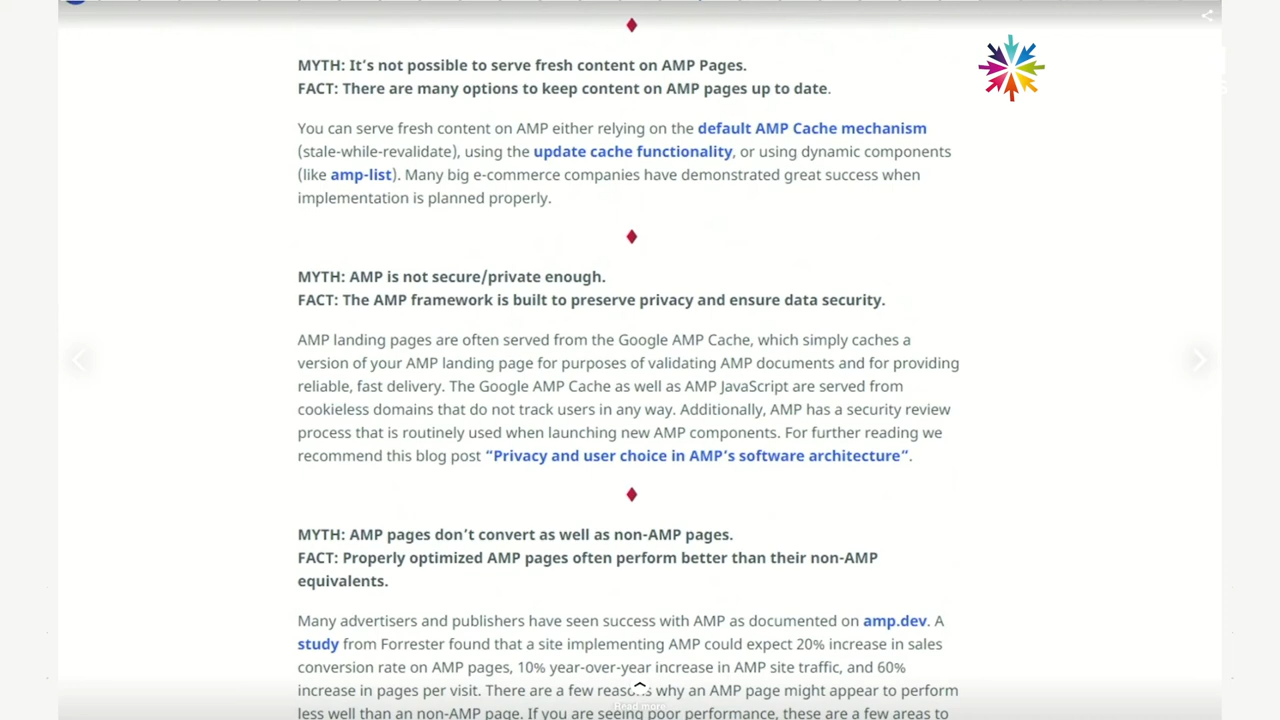 MYTH: It’s not possible to serve fresh content on AMP Pages.
FACT: There are many options to keep content on AMP pages up to date.
You can serve fresh content on AMP either relying on the default AMP Cache mechanism
(stale-while-revalidate), using the update cache functionality, or using dynamic components
(like amp-list). Many big e-commerce companies have demonstrated great success when
implementation is planned properly.
MYTH: AMP is not secure/private enough.
FACT: The AMP framework is built to preserve privacy and ensure data security.
AMP landing pages are often served from the Google AMP Cache, which simply caches a
version of your AMP landing page for purposes of validating AMP documents and for providing
reliable, fast delivery. The Google AMP Cache as well as AMP JavaScript are served from
cookieless domains that do not track users in any way. Additionally, AMP has a security review
process that is routinely used when launching new AMP components. For further reading we
recommend this blog post “Privacy and user choice in AMP’s software architecture”.
MYTH: AMP pages don’t convert as well as non-AMP pages.
FACT: Properly optimized AMP pages often perform better than their non-AMP
equivalents.
Many advertisers and publishers have seen success with AMP as documented on amp.dev. A
study from Forrester found that a site implementing AMP could expect 20% increase in sales
conversion rate on AMP pages, 10% year-over-year increase in AMP site traffic, and 60%
increase in pages per visit. There are a few reasons why an AMP page might appear to perform
Read more
less well than an non-AMP page. If you are seeing poor performance, these are a few areas to